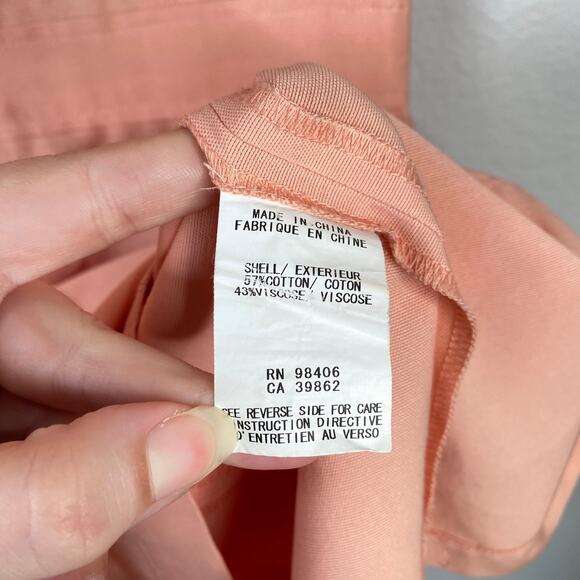 MADE IN CHINA
FABRIQUE EN CHINE
SHELL/ EXTERIEUR
57%COTTON/ COTON
43%VISCOSE/ VISCOSE
RN 98406
CA 39862
SEE REVERSE SIDE FOR CARE
INSTRUCTION DIRECTIVE
D'ENTRETIEN AU VERSO